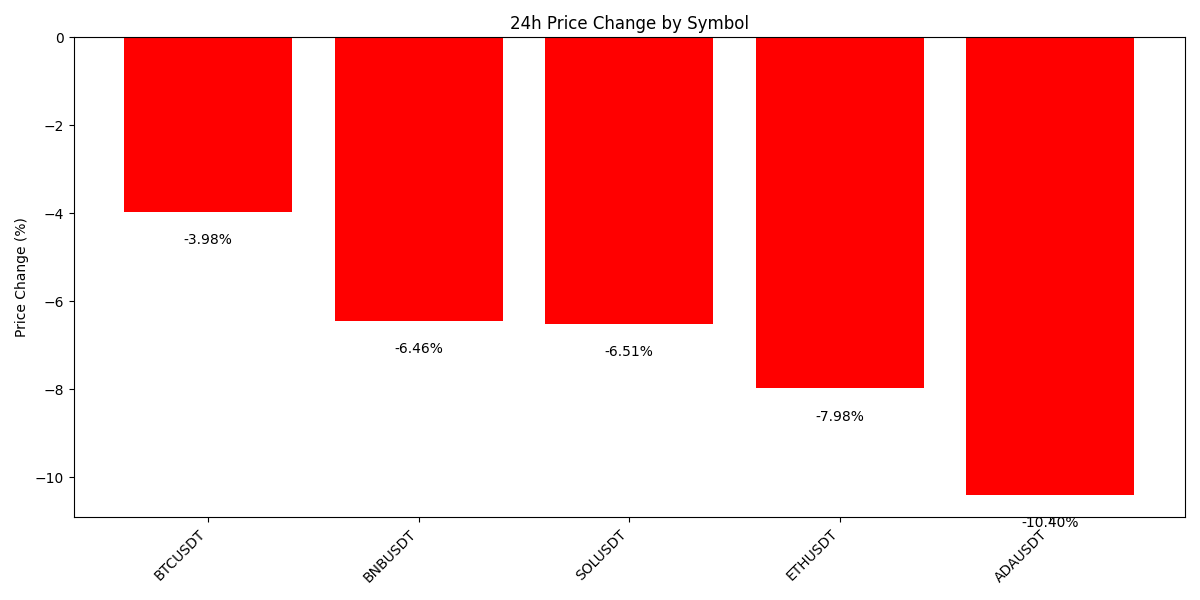 24h Price Change by Symbol
Price Change (%)
0
−2
−4
−6
−8
−10
-3.98%
-6.46%
-6.51%
-7.98%
-10.40%
BTCUSDT
BNBUSDT
SOLUSDT
ETHUSDT
ADAUSDT